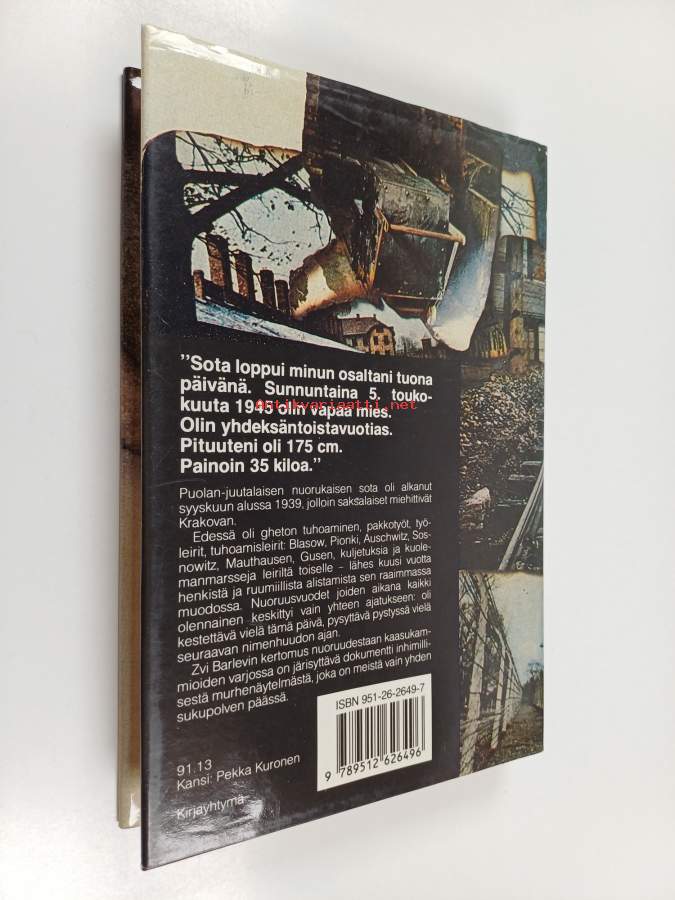 "Sota loppui minun osaltani tuona
päivänä. Sunnuntaina 5. touko-
kuuta 1945 olin vapaa mies.
Antikvariaatit.net
Olin yhdeksäntoistavuotias.
Pituuteni oli 175 cm.
Painoin 35 kiloa."
Puolan-juutalaisen nuorukaisen sota oli alkanut
syyskuun alussa 1939, jolloin saksalaiset miehittivät
Krakovan.
Edessä oli gheton tuhoaminen, pakkotyöt, työ-
leirit, tuhoamisleirit: Blasow, Pionki, Auschwitz, Sos-
nowitz, Mauthausen, Gusen, kuljetuksia ja kuole-
manmarsseja leiriltä toiselle – lähes kuusi vuotta
henkistä ja ruumiillista alistamista sen raaimmassa
muodossa. Nuoruusvuodet joiden aikana kaikki
olennainen keskittyi vain yhteen ajatukseen: oli
kestettävä vielä tämä päivä, pysyttävä pystyssä vielä
seuraavan nimenhuudon ajan.
Zvi Barlevin kertomus nuoruudestaan kaasukam-
mioiden varjossa on järisyttävä dokumentti inhimilli-
sestä murhenäytelmästä, joka on meistä vain yhden
sukupolven päässä.
ISBN 951-26-2649-7
9 789512 626496
91.13
Kansi: Pekka Kuronen
Kirjayhtymä